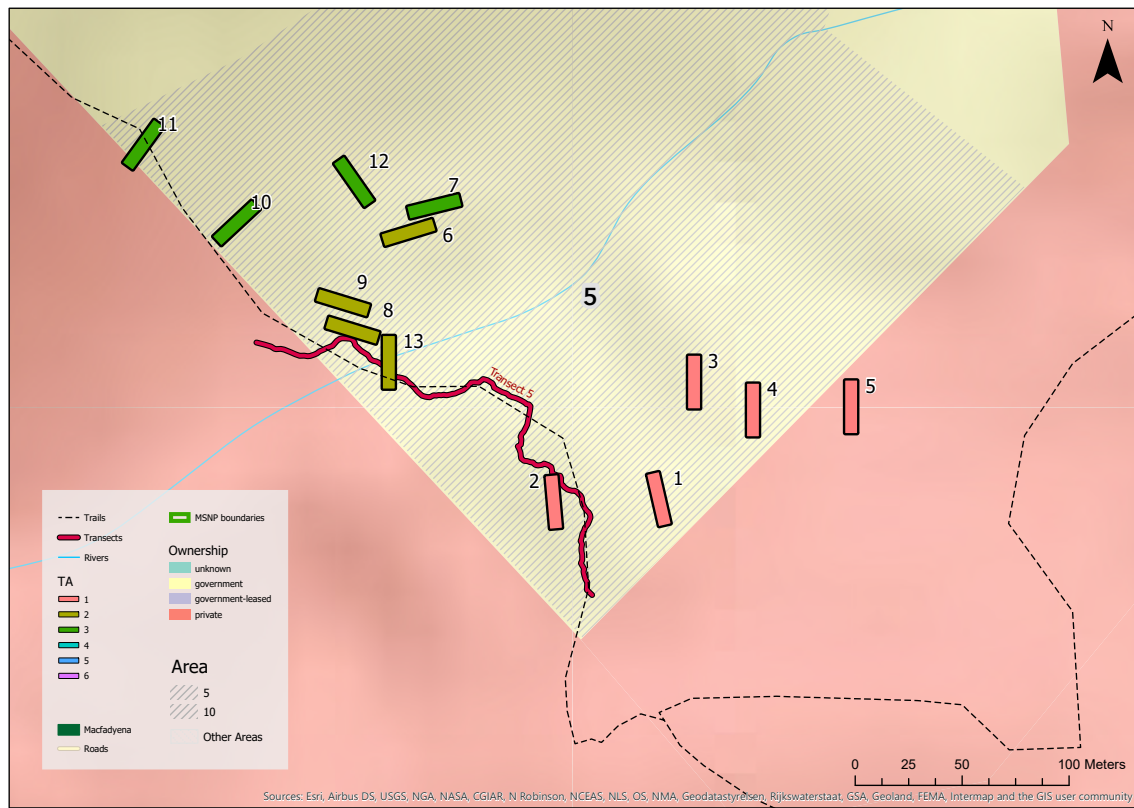 N
11
12
10
7
6
5
9
8
13
3
4
5
Transect 5
2
1
Trails
Transects
Rivers
TA
1
2
3
4
5
6
Macfadyena
Roads
MSNP boundaries
Ownership
unknown
government
government-leased
private
Area
5
10
Other Areas
0 25 50 100 Meters
Sources: Esri, Airbus DS, USGS, NGA, NASA, CGIAR, N Robinson, NCEAS, NLS, OS, NMA, Geodatastyrelsen, Rijkswaterstaat, GSA, Geoland, FEMA, Intermap and the GIS user community